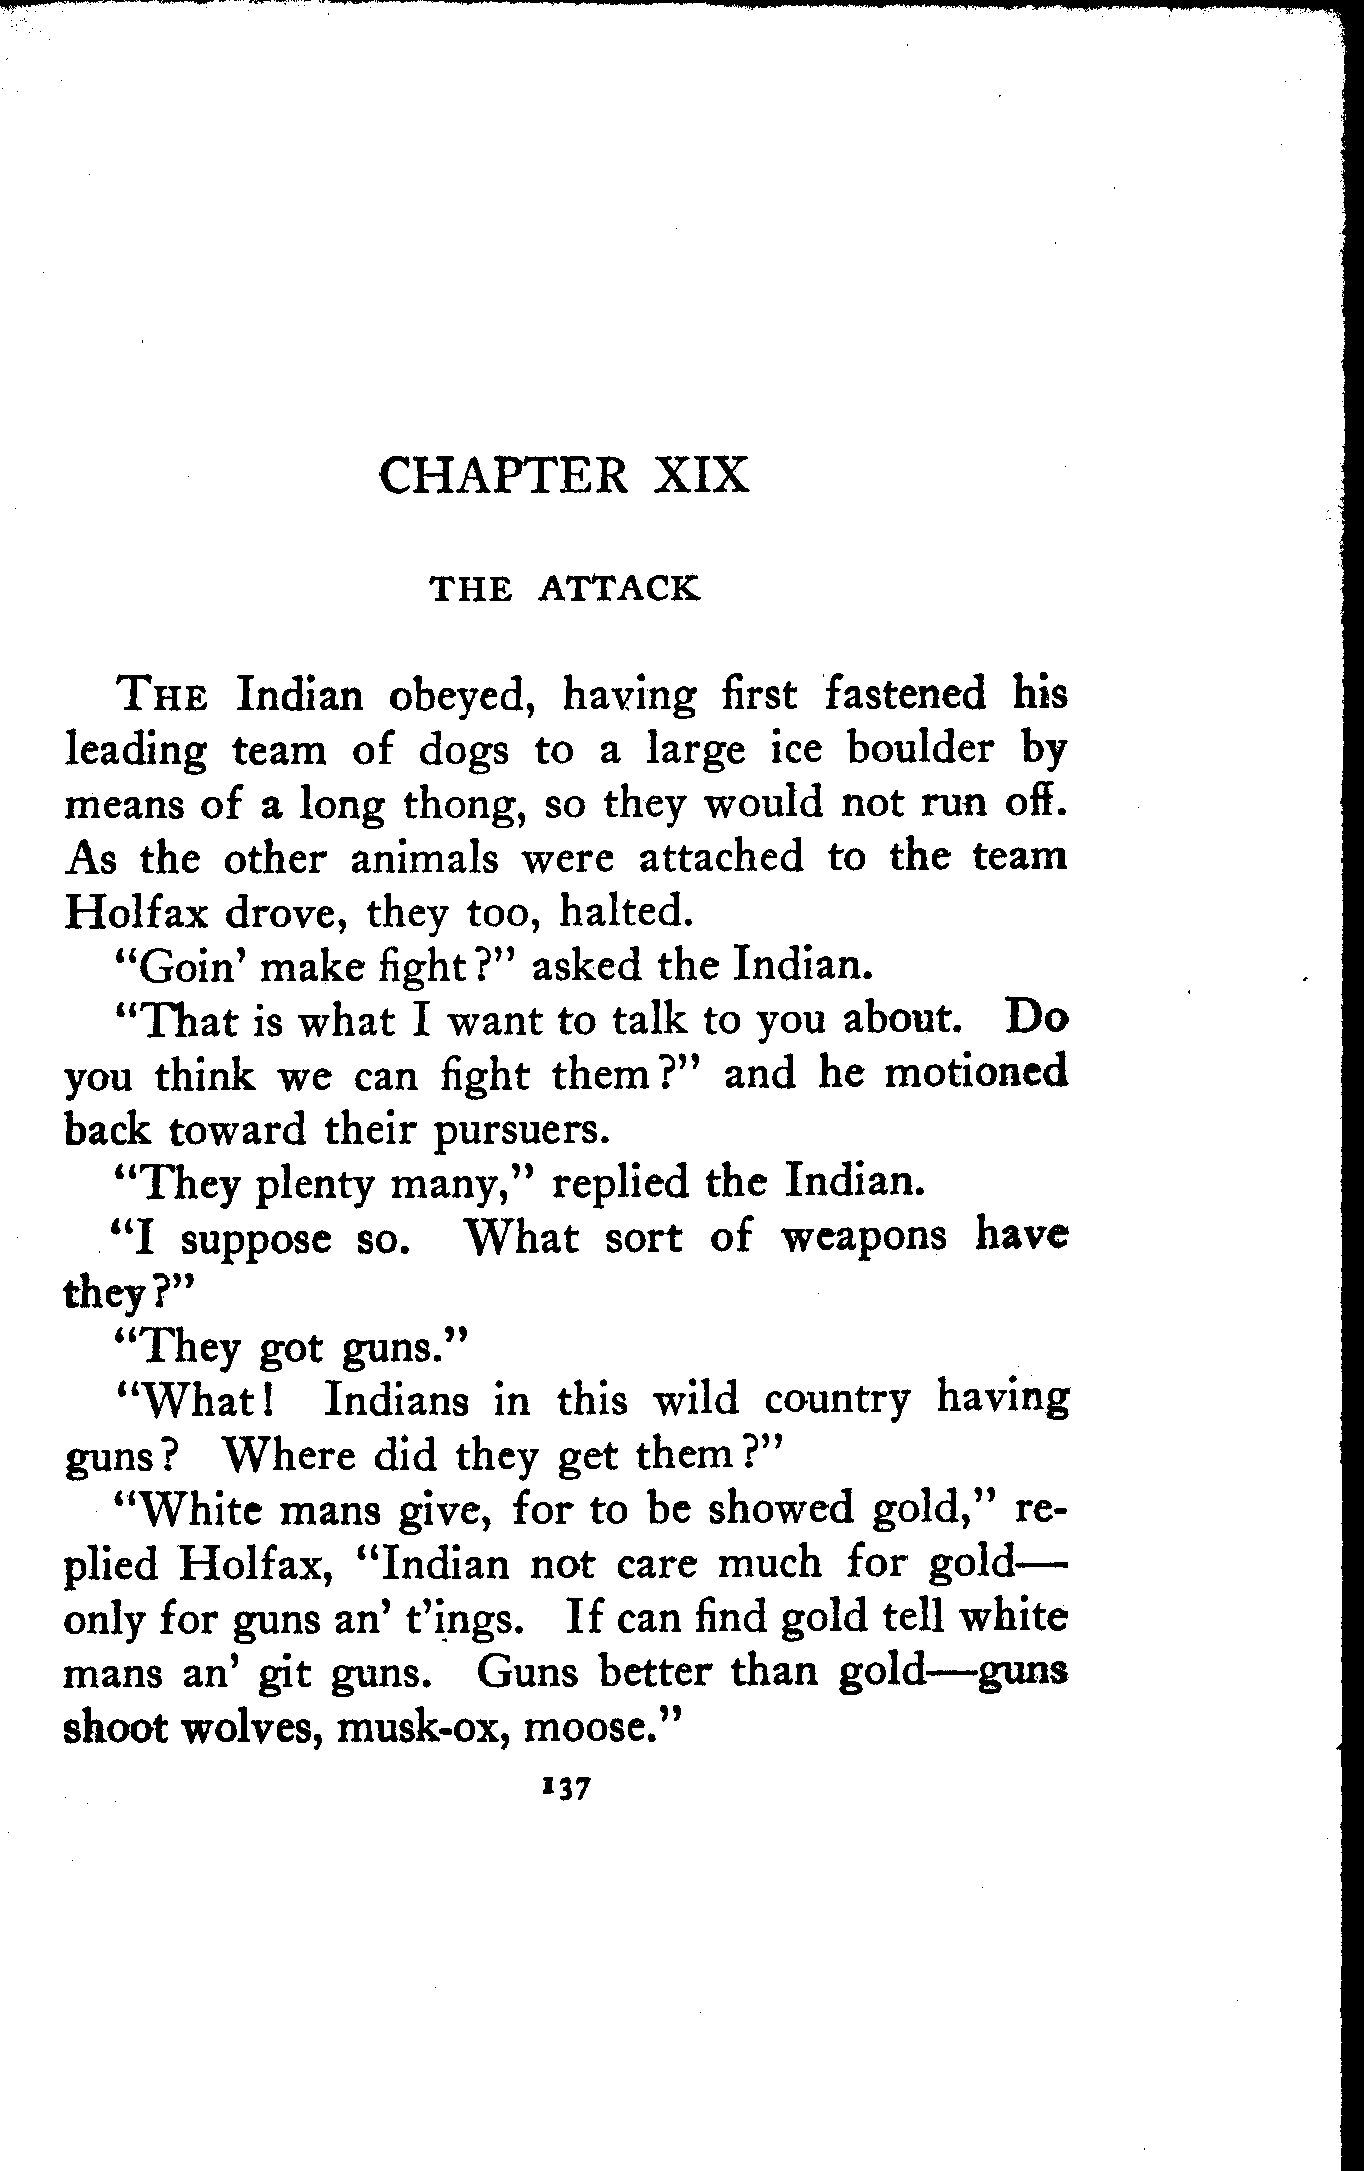 CHAPTER XIX
THE ATTACK
THE Indian obeyed, having first fastened his
leading team of dogs to a large ice boulder by
means of a long thong, so they would not run off.
As the other animals were attached to the team
Holfax drove, they too, halted.
“Goin’ make fight?” asked the Indian.
“That is what I want to talk to you about. Do
you think we can fight them?” and he motioned
back toward their pursuers.
“They plenty many,” replied the Indian.
“I suppose so. What sort of weapons have
they?”
“They got guns.”
“What! Indians in this wild country having
guns? Where did they get them?”
“White mans give, for to be showed gold,” re-
plied Holfax, “Indian not care much for gold—
only for guns an’ t’ings. If can find gold tell white
mans an’ git guns. Guns better than gold—guns
shoot wolves, musk-ox, moose.”
137